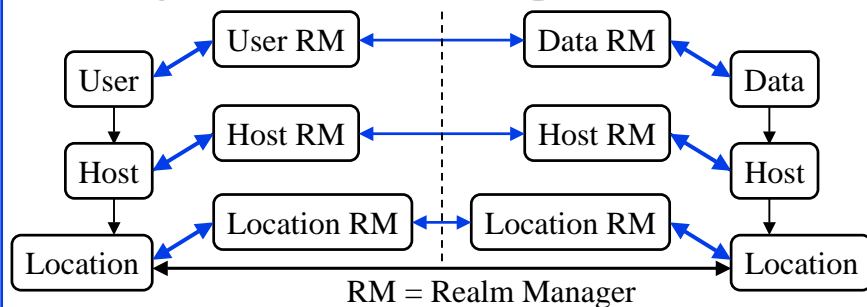 User RM
Data RM
User
Data
Host RM
Host RM
Host
Host
Location RM
Location RM
Location
Location
RM = Realm Manager